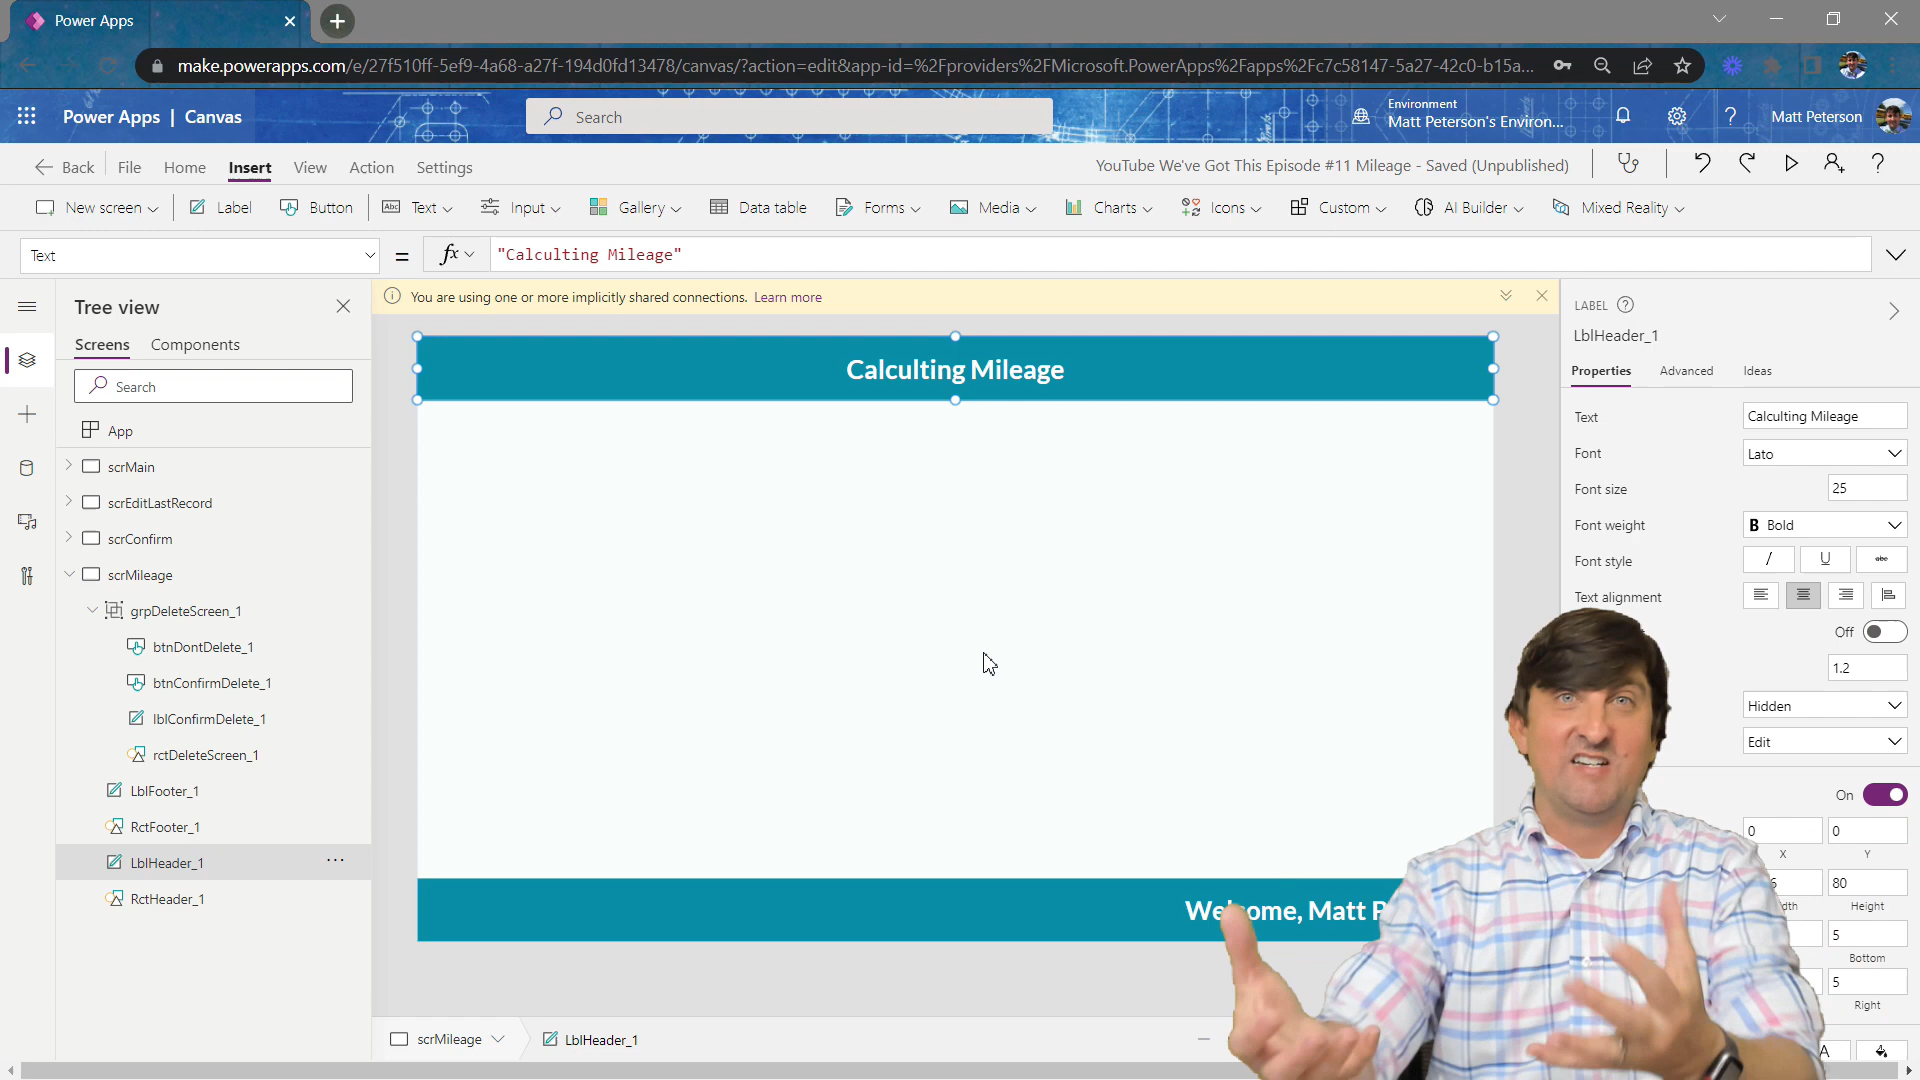 Power Apps
make.powerapps.com/e/27f510ff-5ef9-4a68-a27f-194d0fd13478/canvas/?action=edit&app-id=%2Fproviders%2FMicrosoft.PowerApps%2Fapps%2Fc7c58147-5a27-42c0-b15a...
Power Apps | Canvas
Search
Environment
Matt Peterson's Environ...
Matt Peterson
Back
File
Home
Insert
View
Action
Settings
YouTube We've Got This Episode #11 Mileage - Saved (Unpublished)
New screen
Label
Button
Abc Text
Input
Gallery
Data table
Forms
Media
Charts
Icons
Custom
AI Builder
Mixed Reality
Text
=
fx
"Calculting Mileage"
Tree view
Screens
Components
Search
App
scrMain
scrEditLastRecord
scrConfirm
scrMileage
grpDeleteScreen_1
btnDontDelete_1
btnConfirmDelete_1
lblConfirmDelete_1
rctDeleteScreen_1
LblFooter_1
RctFooter_1
LblHeader_1
RctHeader_1
You are using one or more implicitly shared connections. Learn more
Calculting Mileage
Welcome, Matt P
scrMileage
LblHeader_1
LABEL
LblHeader_1
Properties
Advanced
Ideas
Text
Calculting Mileage
Font
Lato
Font size
25
Font weight
B Bold
Font style
/
U
abc
Text alignment
Off
1.2
Hidden
Edit
On
0
0
X
Y
80
Height
5
Bottom
5
Right
A